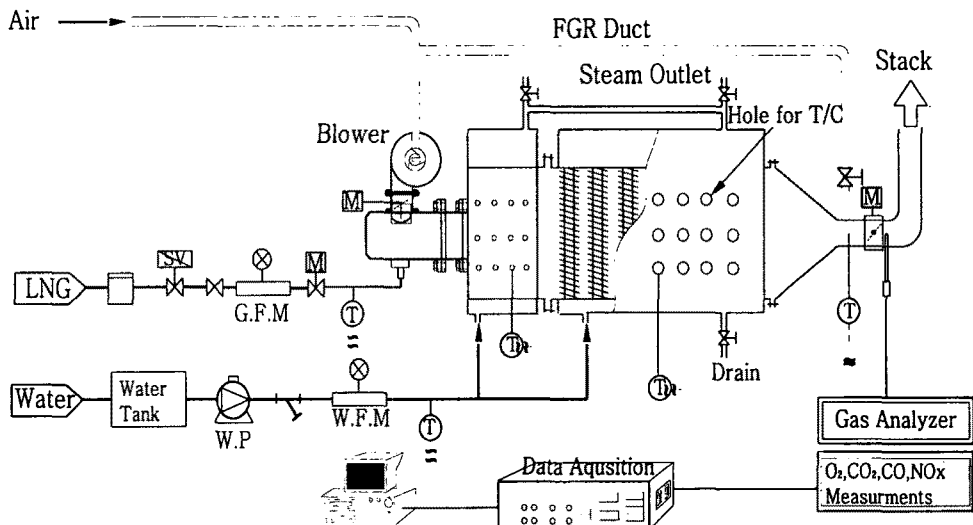 Air
FGR Duct
Stack
Steam Outlet
Hole for T/C
Blower
M
M
SV
M
LNG
G.F.M
T
T
Drain
T
T
Water
Water
Tank
W.P
W.F.M
T
Gas Analyzer
Data Aqusition
O₂,CO₂,CO,NOx
Measurments